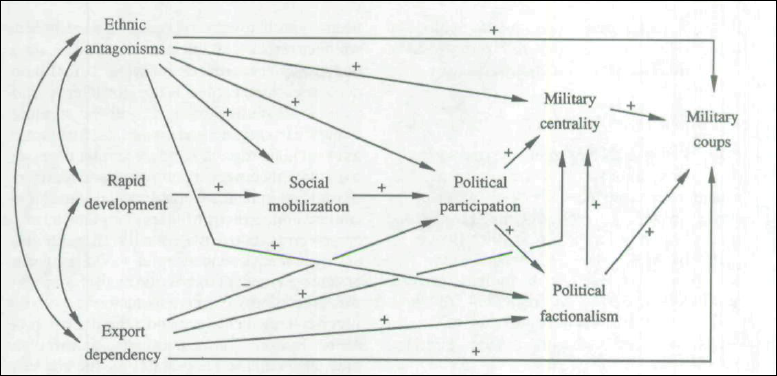 Ethnic
antagonisms
+
+
Military
centrality
+
Military
coups
+
+
+
Rapid
development
+
Social
mobilization
+
Political
participation
+
+
+
+
−
+
Political
factionalism
+
Export
dependency
+